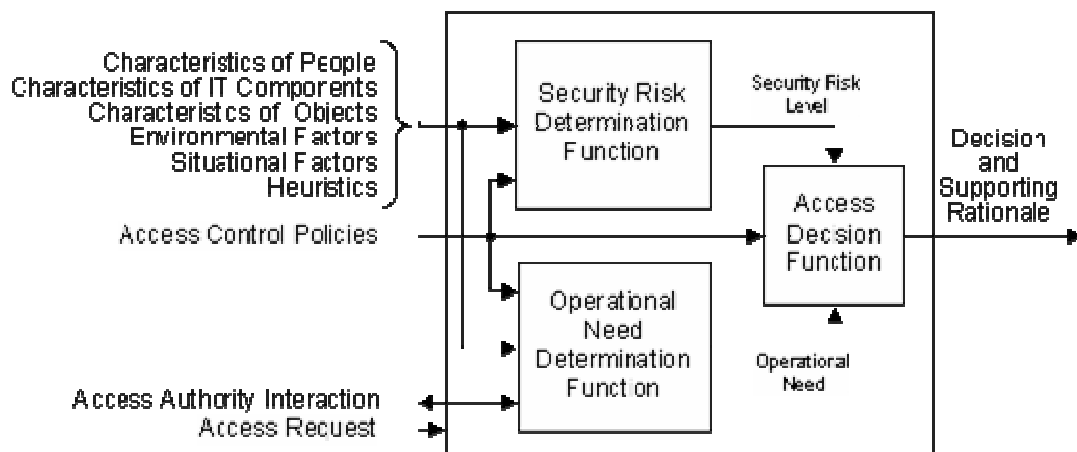 Characteristics of People
Characteristics of IT Components
Characteristcs of Objects
Environmental Factors
Situational Factors
Heuristics
Access Control Policies
Access Authority Interaction
Access Request
Security Risk
Determination
Function
Operational
Need
Determination
Function
Security Risk
Level
Access
Decision
Function
Operational
Need
Decision
and
Supporting
Rationale